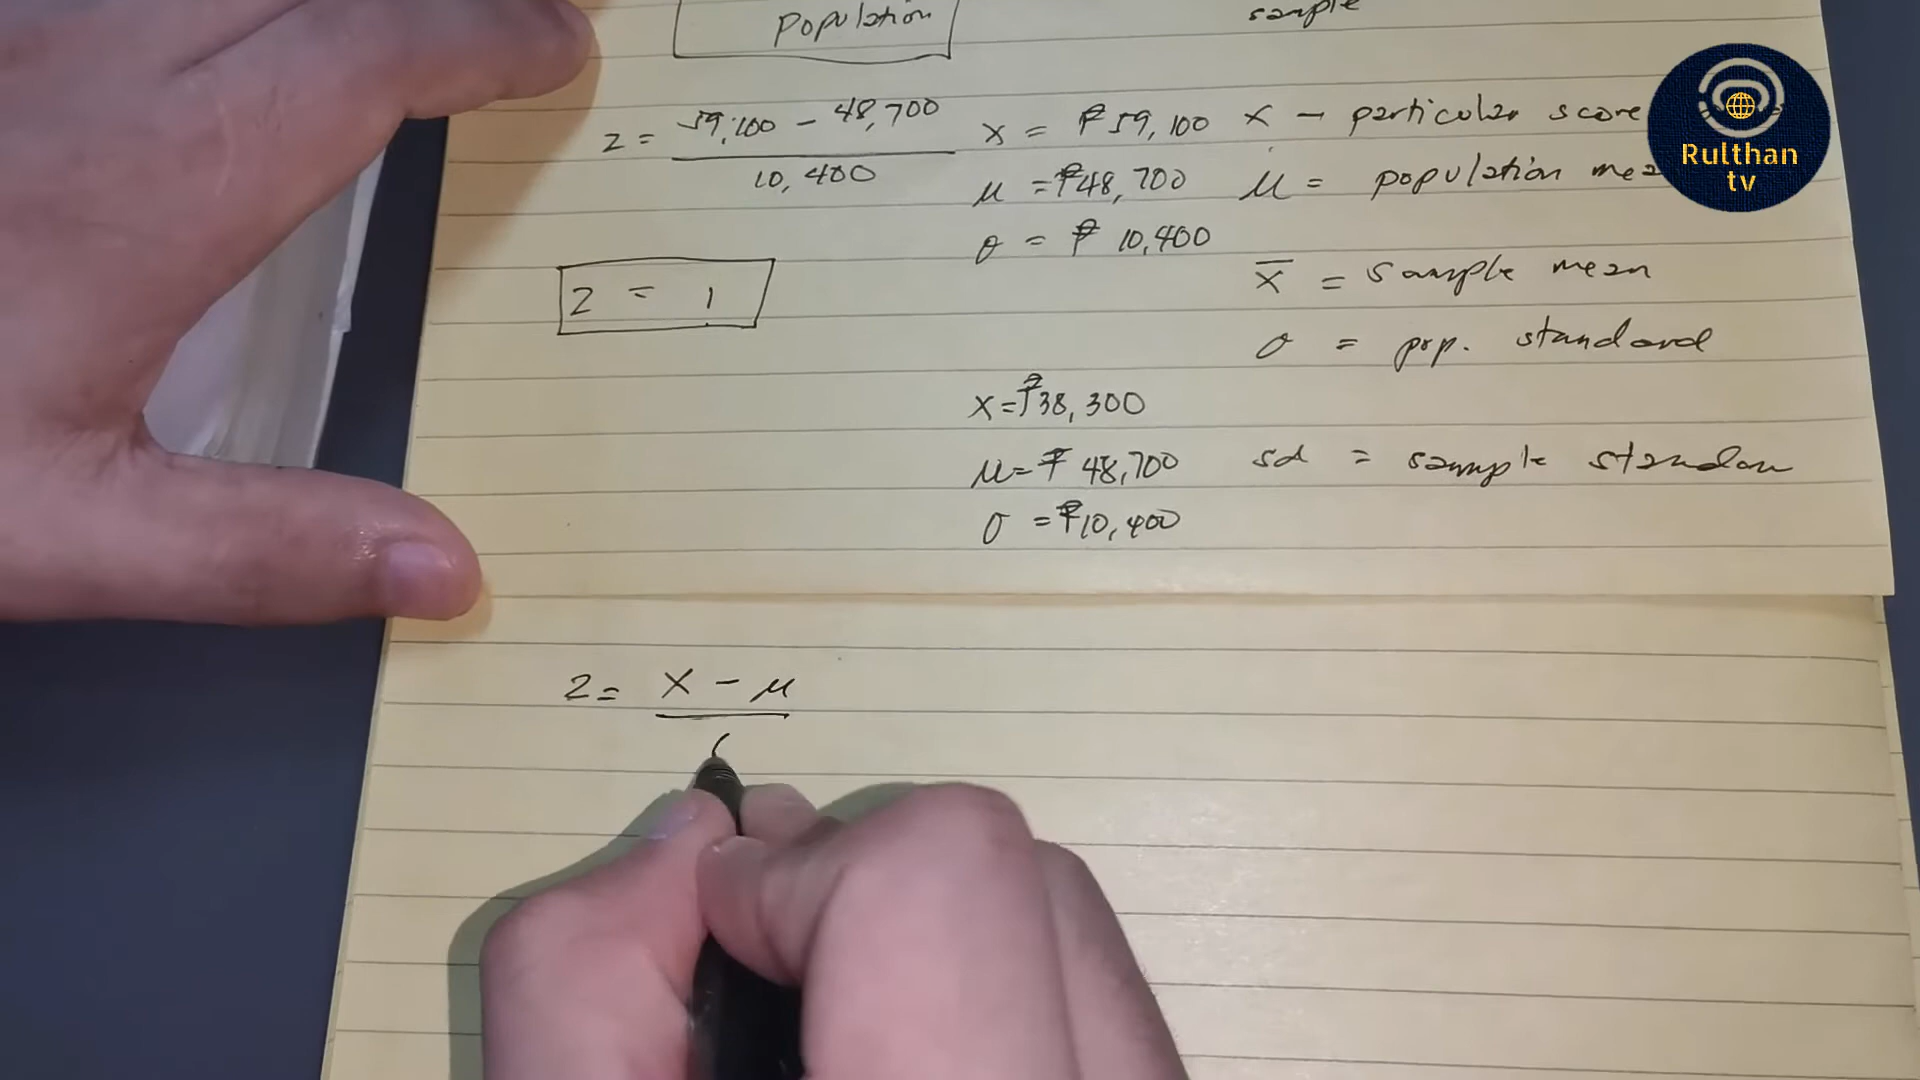 Population
sample
z = 59,100 - 48,700
10,400
x = ₱ 59,100
μ = ₱48,700
σ = ₱ 10,400
x - particular score
μ = population
x̄ = sample mean
σ = pop. standard
z = 1
x = ₱38,300
μ = ₱ 48,700
σ = ₱10,400
sd = sample
z = x - μ
Rulthan
tv